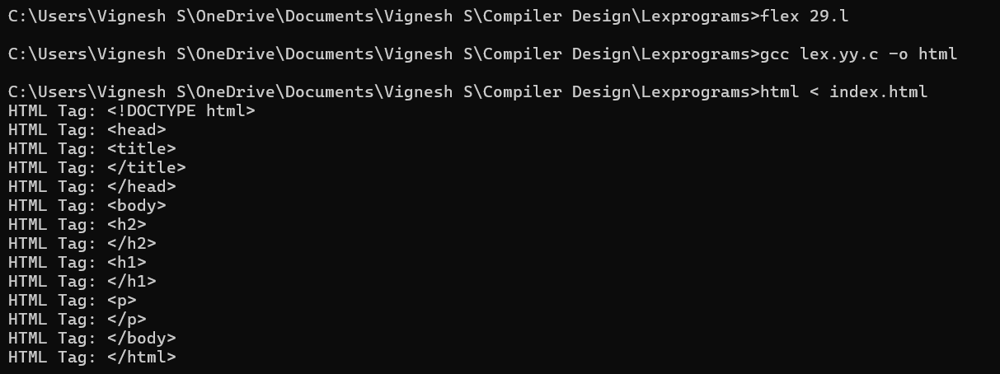 C:\Users\Vignesh S\OneDrive\Documents\Vignesh S\Compiler Design\Lexprograms>flex 29.l
C:\Users\Vignesh S\OneDrive\Documents\Vignesh S\Compiler Design\Lexprograms>gcc lex.yy.c -o html
C:\Users\Vignesh S\OneDrive\Documents\Vignesh S\Compiler Design\Lexprograms>html < index.html
HTML Tag: <!DOCTYPE html>
HTML Tag: <head>
HTML Tag: <title>
HTML Tag: </title>
HTML Tag: </head>
HTML Tag: <body>
HTML Tag: <h2>
HTML Tag: </h2>
HTML Tag: <h1>
HTML Tag: </h1>
HTML Tag: <p>
HTML Tag: </p>
HTML Tag: </body>
HTML Tag: </html>